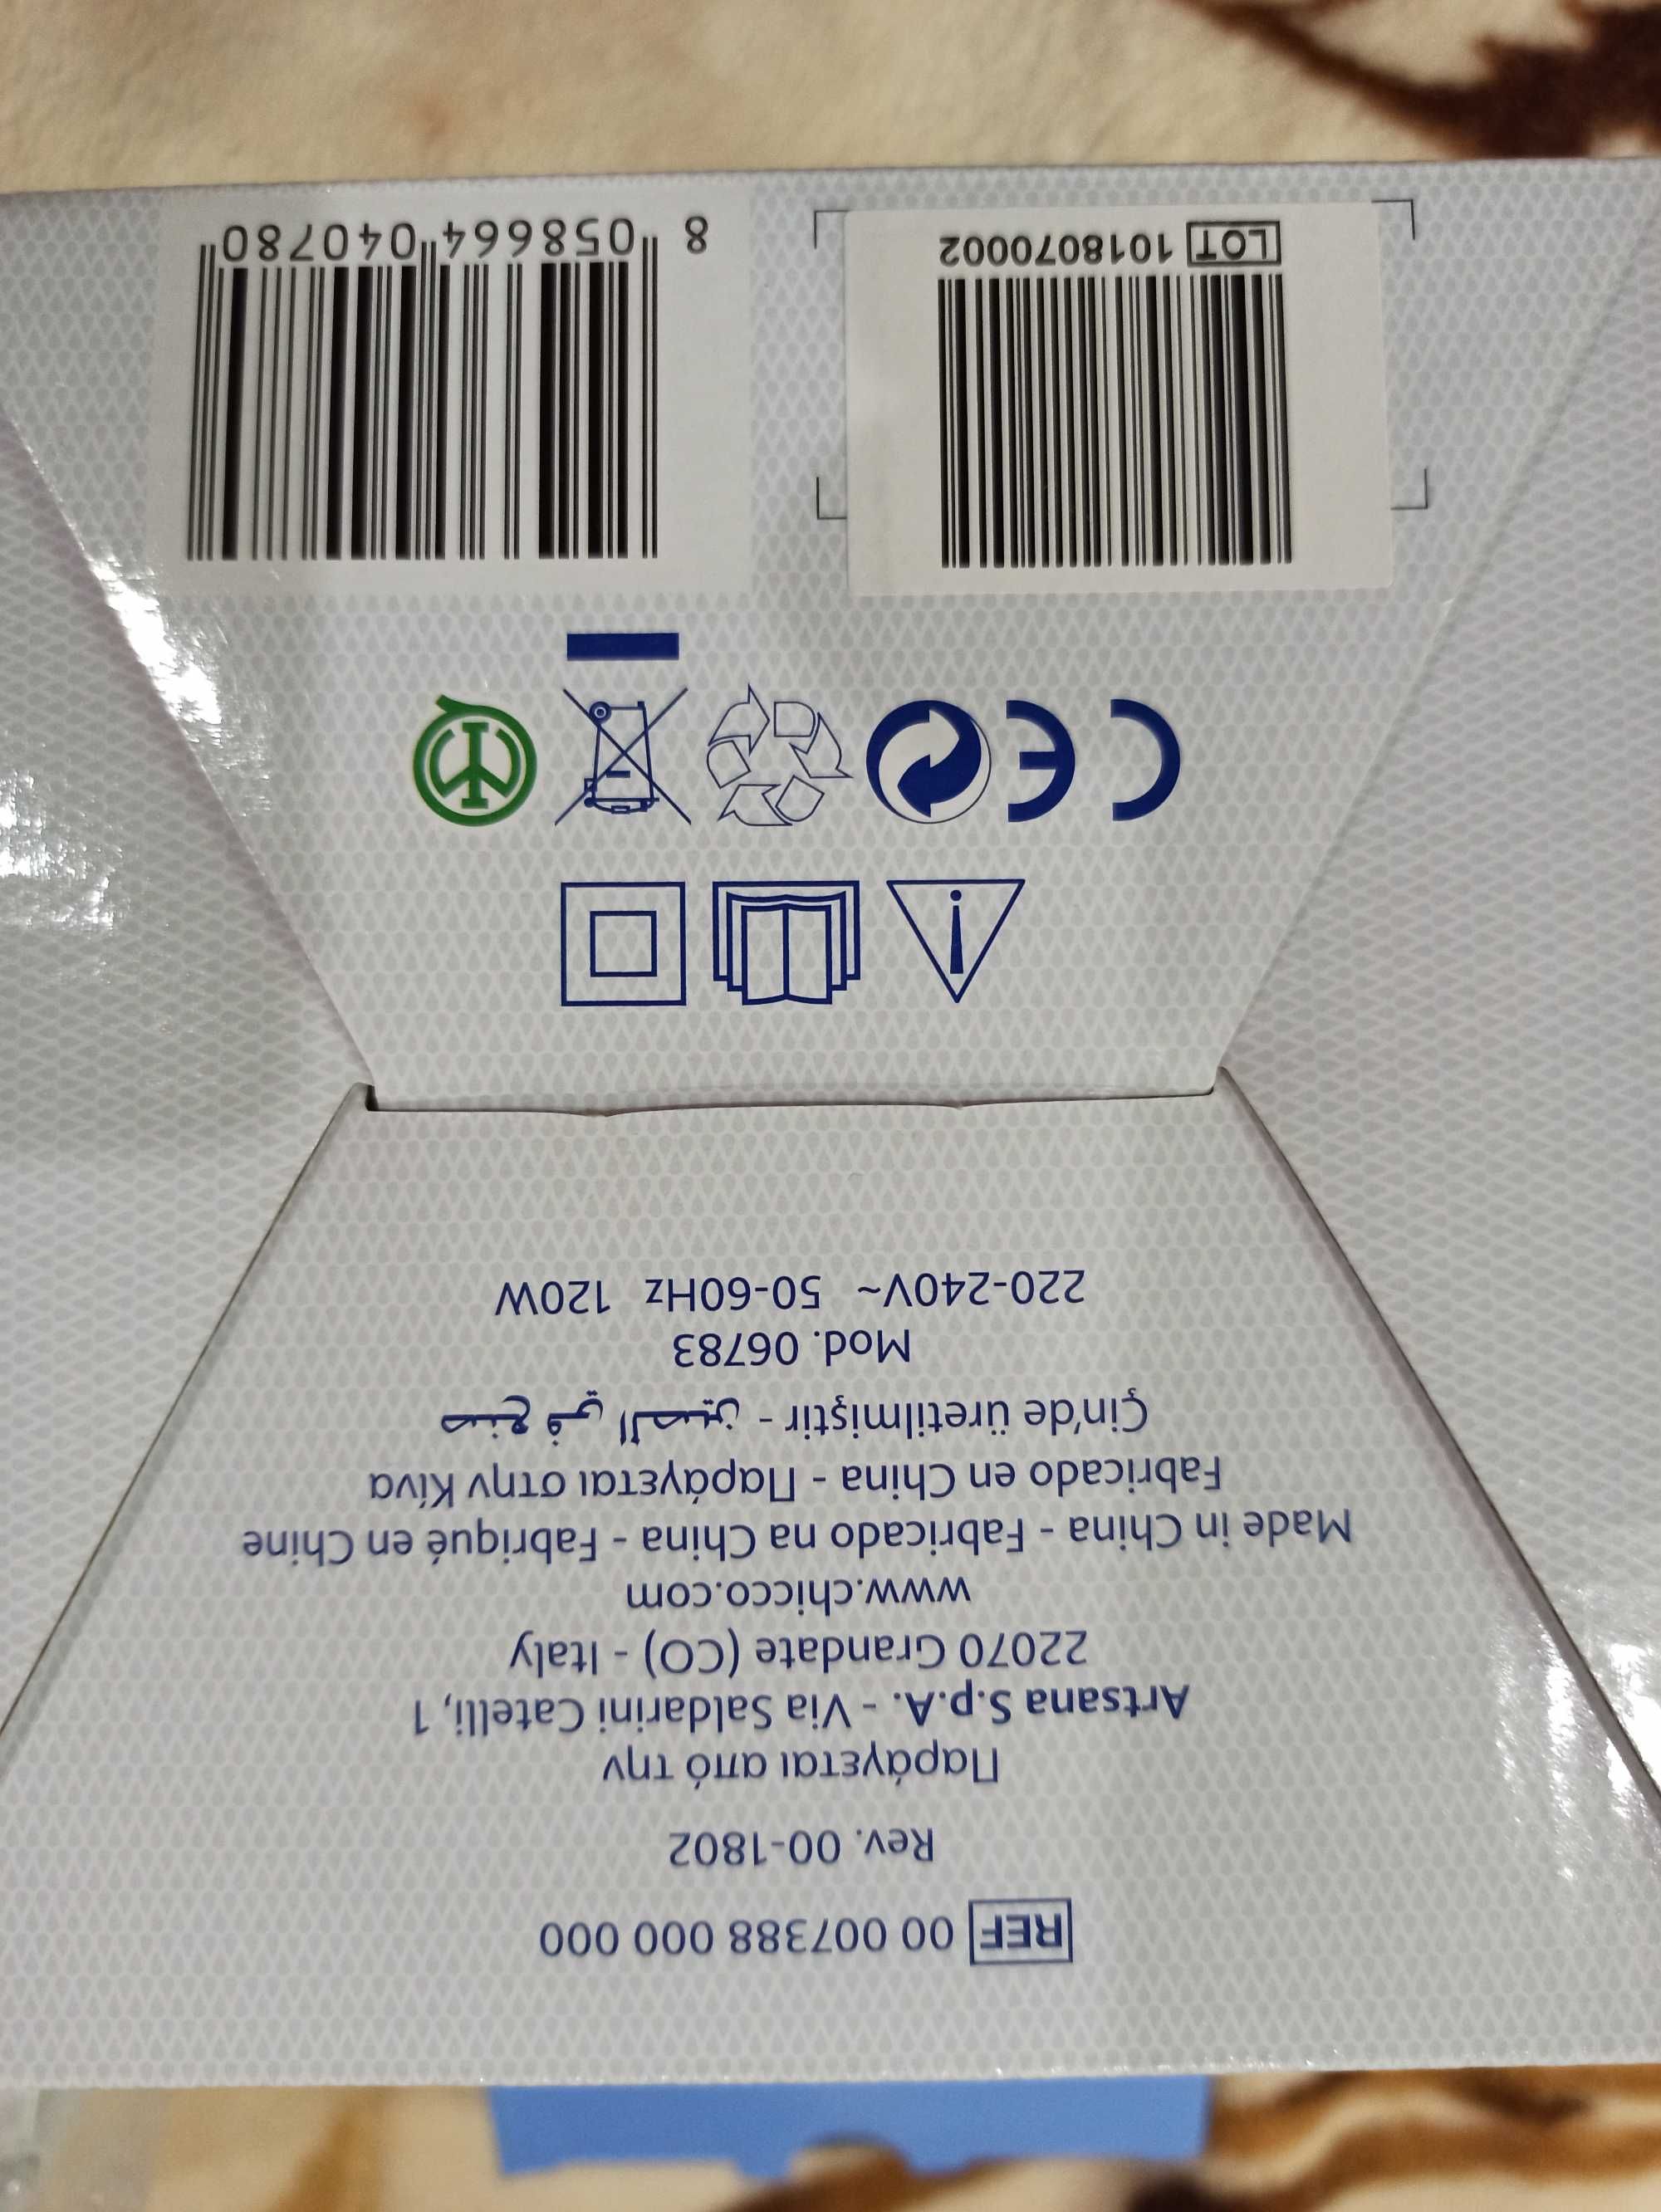 REF 00 007388 000 000
Rev. 00-1802
Παράγεται από την
Artsana S.p.A. - Via Saldarini Catelli, 1
22070 Grandate (CO) - Italy
www.chicco.com
Made in China - Fabricado na China - Fabriqué en Chine
Fabricado en China - Παράγεται στην Κίνα
Çin'de üretilmiştir - صنع في الصين
Mod. 06783
220-240V~ 50-60Hz 120W
CE
LOT 1018070002
8 058664 040780